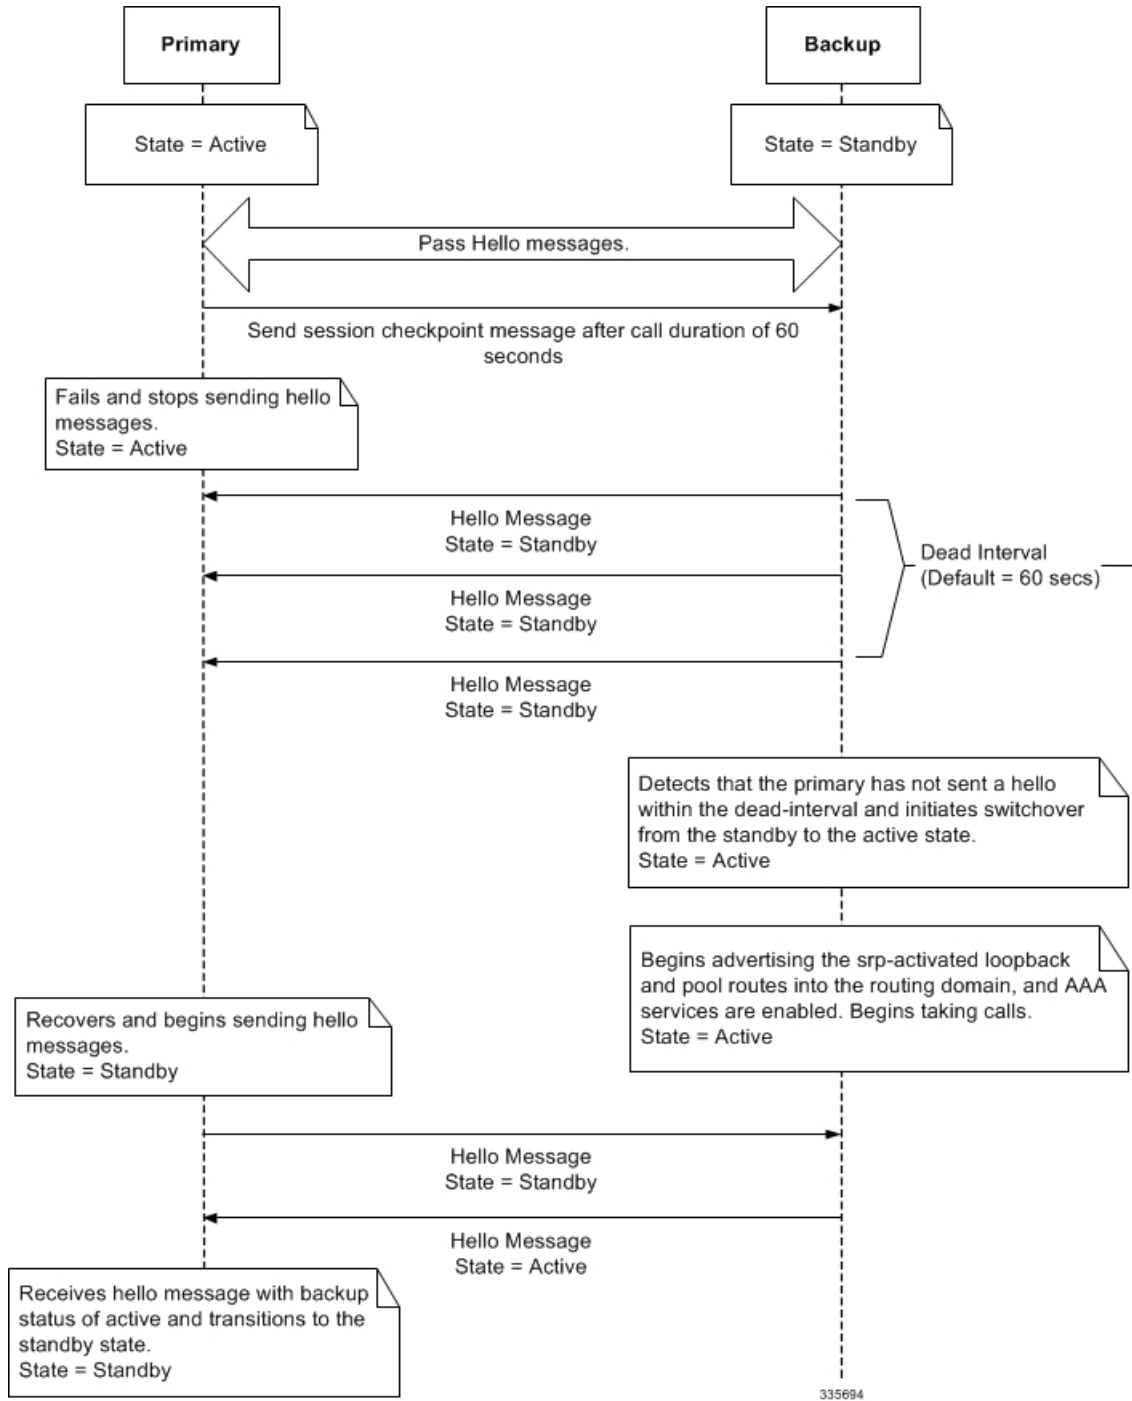 Primary
Backup
State = Active
State = Standby
Pass Hello messages.
Send session checkpoint message after call duration of 60
seconds
Fails and stops sending hello
messages.
State = Active
Hello Message
State = Standby
Dead Interval
(Default = 60 secs)
Hello Message
State = Standby
Hello Message
State = Standby
Detects that the primary has not sent a hello
within the dead-interval and initiates switchover
from the standby to the active state.
State = Active
Begins advertising the srp-activated loopback
and pool routes into the routing domain, and AAA
services are enabled. Begins taking calls.
State = Active
Recovers and begins sending hello
messages.
State = Standby
Hello Message
State = Standby
Hello Message
State = Active
Receives hello message with backup
status of active and transitions to the
standby state.
State = Standby
335694